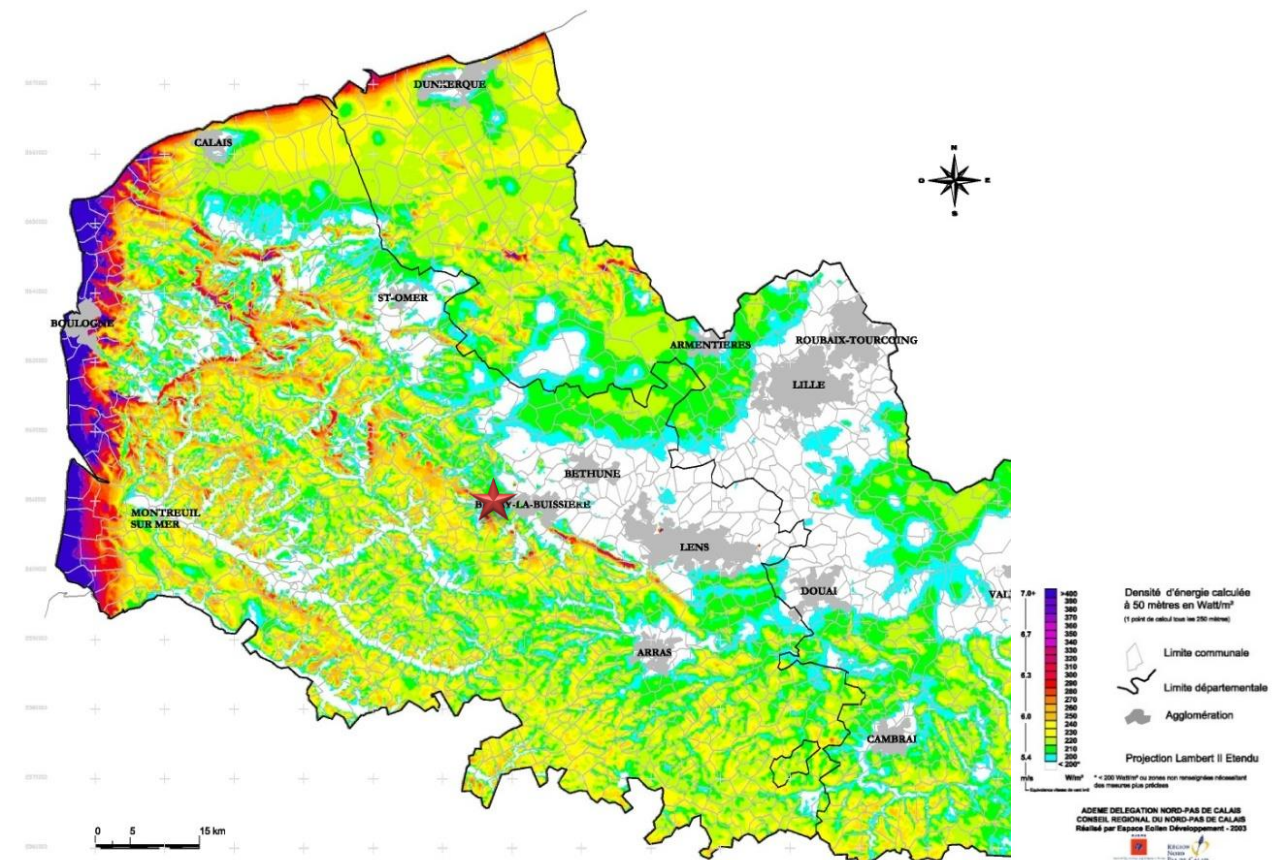 DUNKERQUE
CALAIS
N
O
E
S
ST-OMER
BOULOGNE
ARMENTIERES
ROUBAIX-TOURCOING
LILLE
BETHUNE
Y-LA-BUISSIERE
MONTREUIL
SUR MER
LENS
DOUAI
VAL
ARRAS
CAMBRAI
0 5 15 km
7.0+
6,7
6,3
6,0
5.4
m/s
>400
390
380
370
360
350
340
330
320
310
300
290
280
270
260
250
240
230
220
210
200
< 200*
W/m²
Densité d'énergie calculée
à 50 mètres en Watt/m²
(1 point de calcul tous les 250 mètres)
Limite communale
Limite départementale
Agglomération
Projection Lambert II Etendu
* < 200 Watt/m² ou zones non renseignées nécessitant
des mesures plus précises
ADEME DELEGATION NORD-PAS DE CALAIS
CONSEIL REGIONAL DU NORD-PAS DE CALAIS
Réalisé par Espace Eolien Développement - 2003